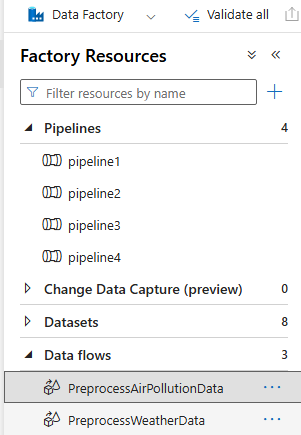 Data Factory Validate all
Factory Resources
Filter resources by name
Pipelines 4
pipeline1
pipeline2
pipeline3
pipeline4
Change Data Capture (preview) 0
Datasets 8
Data flows 3
PreprocessAirPollutionData ...
PreprocessWeatherData ...